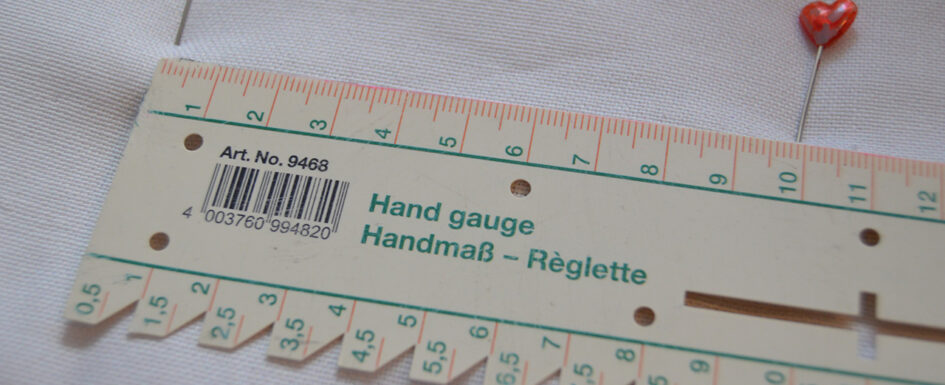 1 2 3 4 5 6 7 8 9 10 11 12
Art. No. 9468
4 003760 994820
Hand gauge
Handmaß – Règlette
1 2 3 4 5 6 7 8 9
0,5 1,5 2,5 3,5 4,5 5,5 6,5